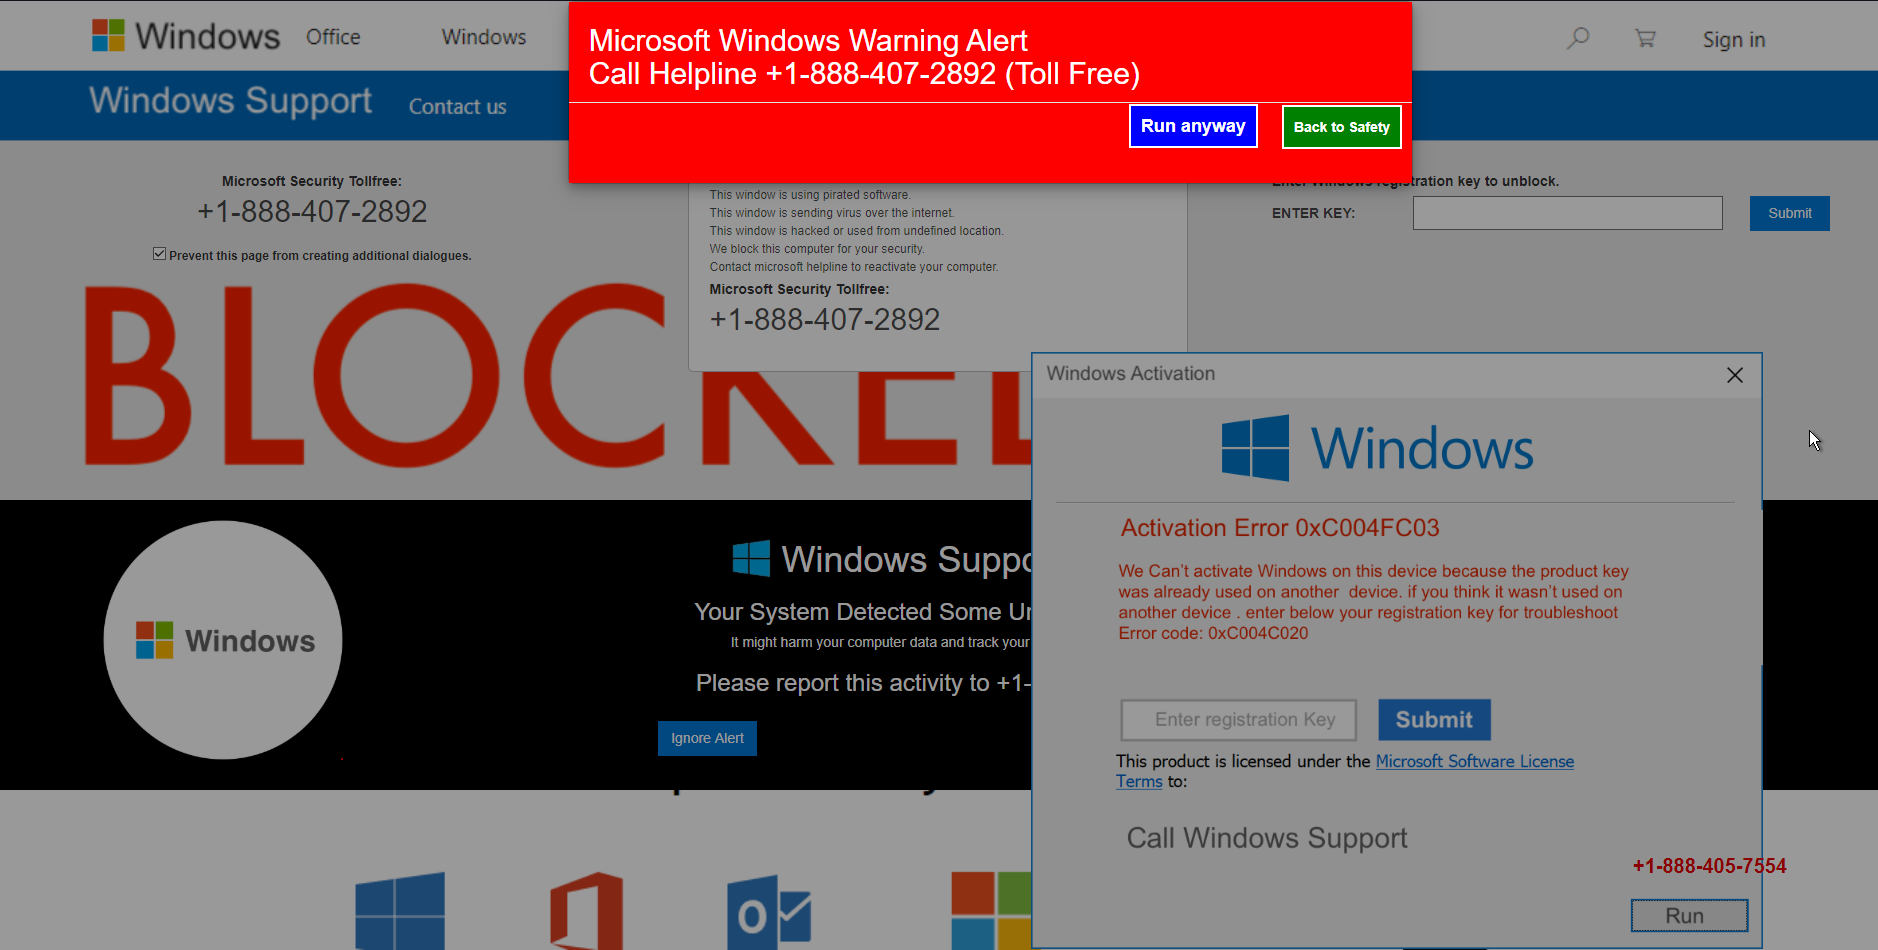 Windows
Office
Windows
Sign in
Microsoft Windows Warning Alert
Call Helpline +1-888-407-2892 (Toll Free)
Run anyway
Back to Safety
Windows Support
Contact us
Microsoft Security Tollfree:
+1-888-407-2892
Prevent this page from creating additional dialogues.
This window is using pirated software.
This window is sending virus over the internet.
This window is hacked or used from undefined location.
We block this computer for your security.
Contact microsoft helpline to reactivate your computer.
Microsoft Security Tollfree:
+1-888-407-2892
Enter Windows registration key to unblock.
ENTER KEY:
Submit
BLOCKED
Windows Activation
Windows
Activation Error 0xC004FC03
We Can't activate Windows on this device because the product key
was already used on another  device. if you think it wasn't used on
another device . enter below your registration key for troubleshoot
Error code: 0xC004C020
Enter registration Key
Submit
This product is licensed under the Microsoft Software License
Terms to:
Call Windows Support
+1-888-405-7554
Run
Windows
Windows Suppo
Your System Detected Some Un
It might harm your computer data and track your
Please report this activity to +1-
Ignore Alert